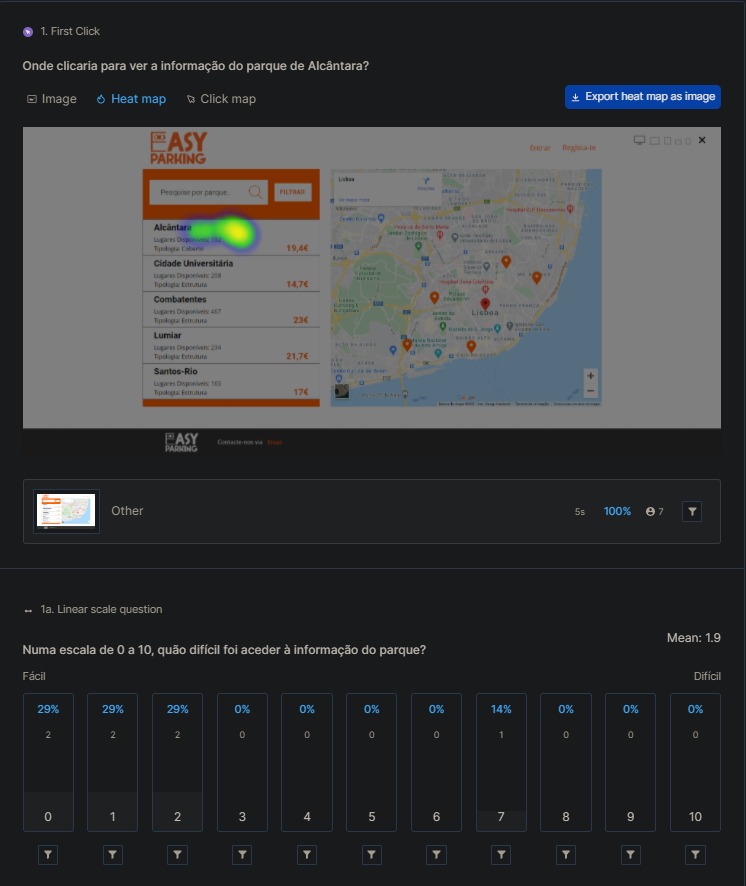 1. First Click
Onde clicaria para ver a informação do parque de Alcântara?
Image Heat map Click map Export heat map as image
EASY
PARKING
Entrar Regista-te
Pesquise por parque... FILTRAR
Alcântara
Lugares Disponíveis:
Tipologia: Coberto 19,4€
Cidade Universitária
Lugares Disponíveis: 208
Tipologia: Estrutura 14,7€
Combatentes
Lugares Disponíveis: 467
Tipologia: Estrutura 23€
Lumiar
Lugares Disponíveis: 234
Tipologia: Estrutura 21,7€
Santos-Rio
Lugares Disponíveis: 165
Tipologia: Estrutura 17€
Lisboa
Lisboa
EASY
PARKING
Contacte-nos via Email
Other 5s 100% 7
1a. Linear scale question
Mean: 1.9
Numa escala de 0 a 10, quão difícil foi aceder à informação do parque?
Fácil Difícil
29% 29% 29% 0% 0% 0% 0% 14% 0% 0% 0%
2 2 2 0 0 0 0 1 0 0 0
0 1 2 3 4 5 6 7 8 9 10